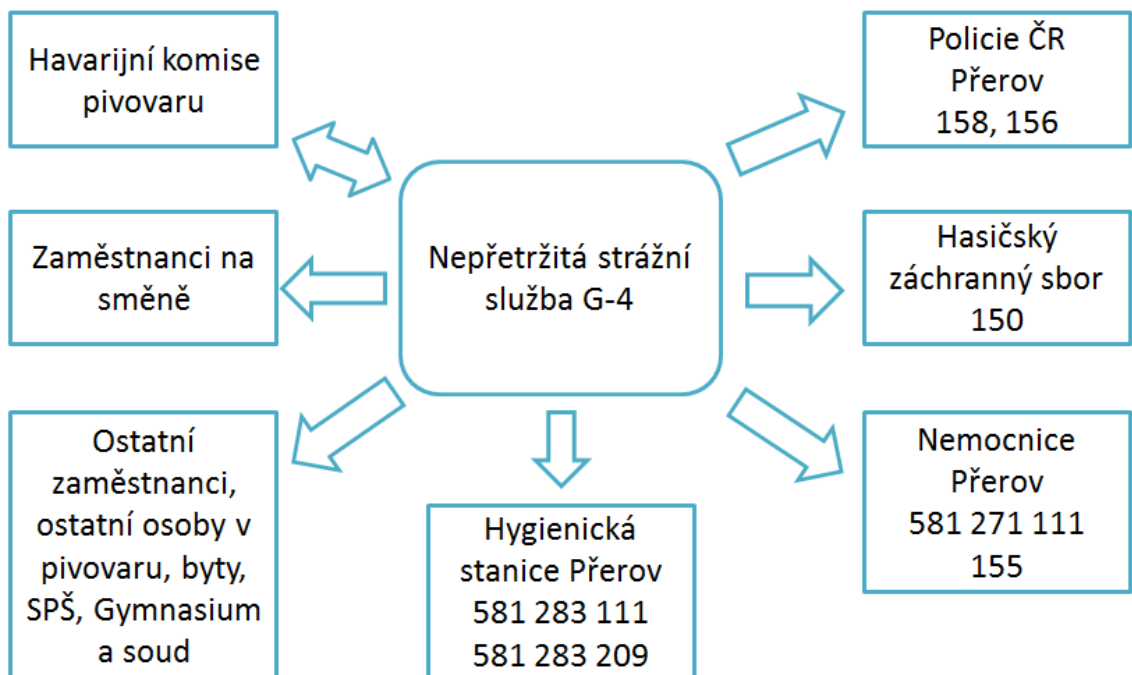 Havarijní komise
pivovaru
Policie ČR
Přerov
158, 156
Nepřetržitá strážní
služba G-4
Zaměstnanci na
směně
Hasičský
záchranný sbor
150
Ostatní
zaměstnanci,
ostatní osoby v
pivovaru, byty,
SPŠ, Gymnasium
a soud
Hygienická
stanice Přerov
581 283 111
581 283 209
Nemocnice
Přerov
581 271 111
155